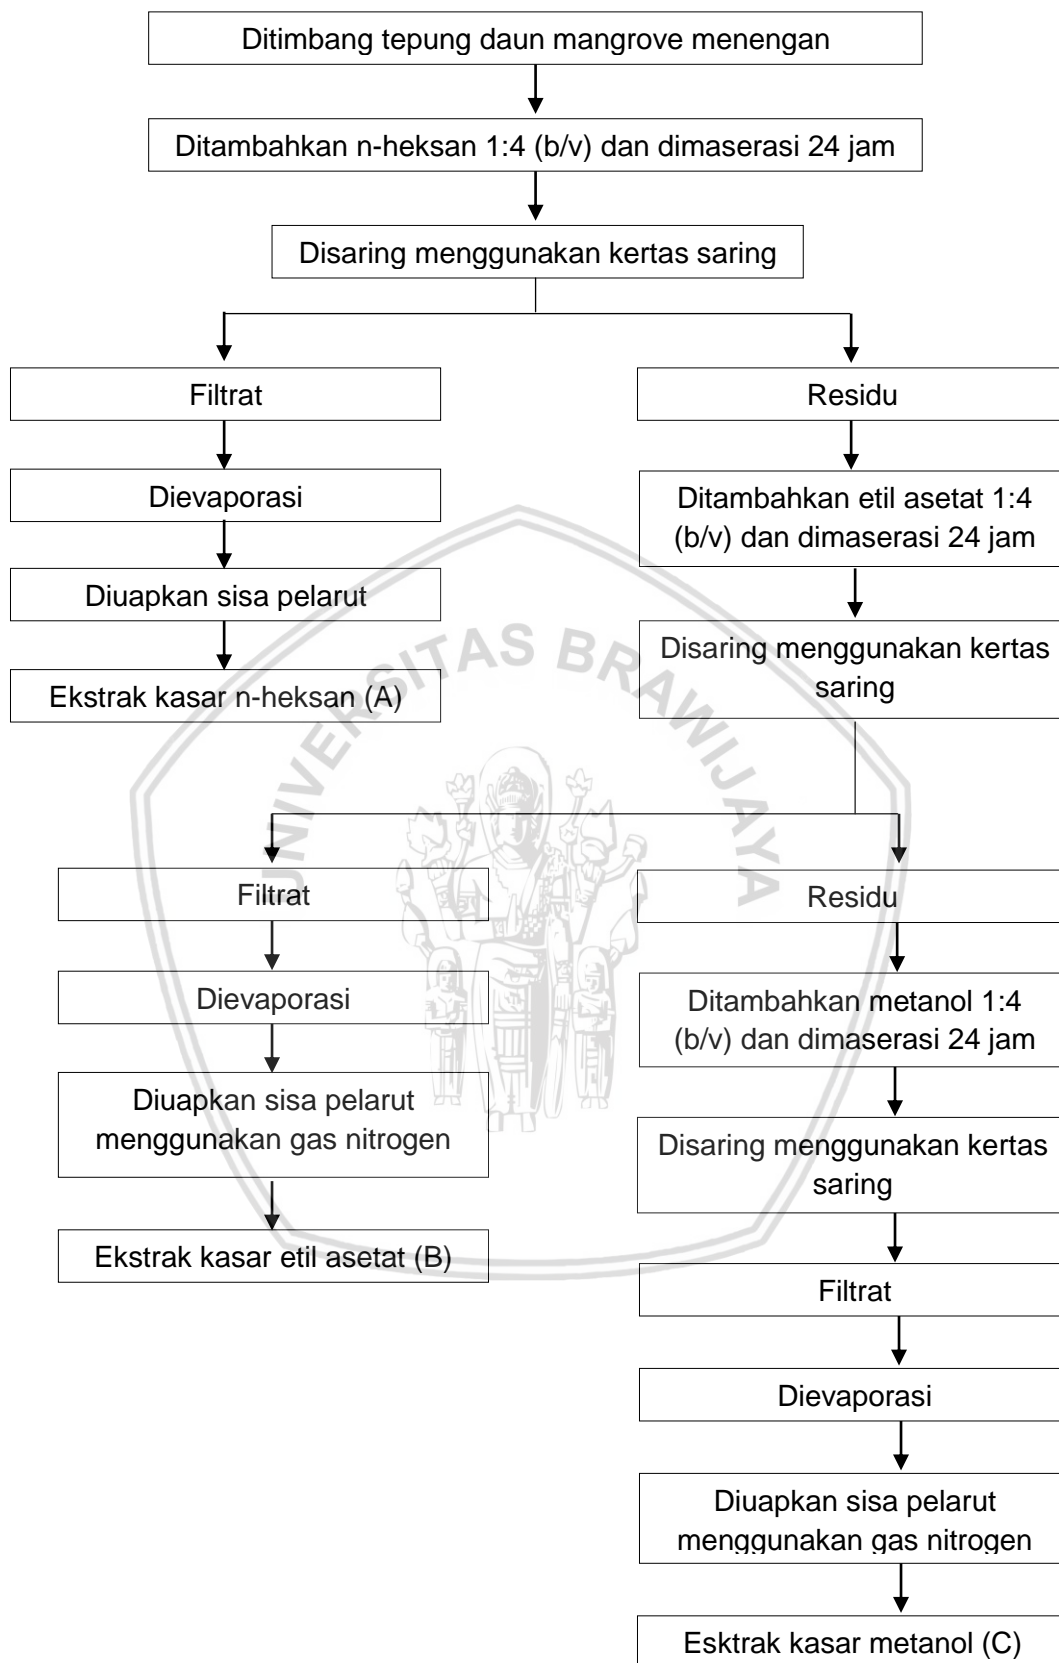 Ditimbang tepung daun mangrove menengan
Ditambahkan n-heksan 1:4 (b/v) dan dimaserasi 24 jam
Disaring menggunakan kertas saring
Filtrat
Residu
Dievaporasi
Ditambahkan etil asetat 1:4
(b/v) dan dimaserasi 24 jam
Diuapkan sisa pelarut
Disaring menggunakan kertas
saring
Ekstrak kasar n-heksan (A)
UNIVERSITAS BRAWIJAYA
Filtrat
Residu
Dievaporasi
Ditambahkan metanol 1:4
(b/v) dan dimaserasi 24 jam
Diuapkan sisa pelarut
menggunakan gas nitrogen
Disaring menggunakan kertas
saring
Ekstrak kasar etil asetat (B)
Filtrat
Dievaporasi
Diuapkan sisa pelarut
menggunakan gas nitrogen
Esktrak kasar metanol (C)